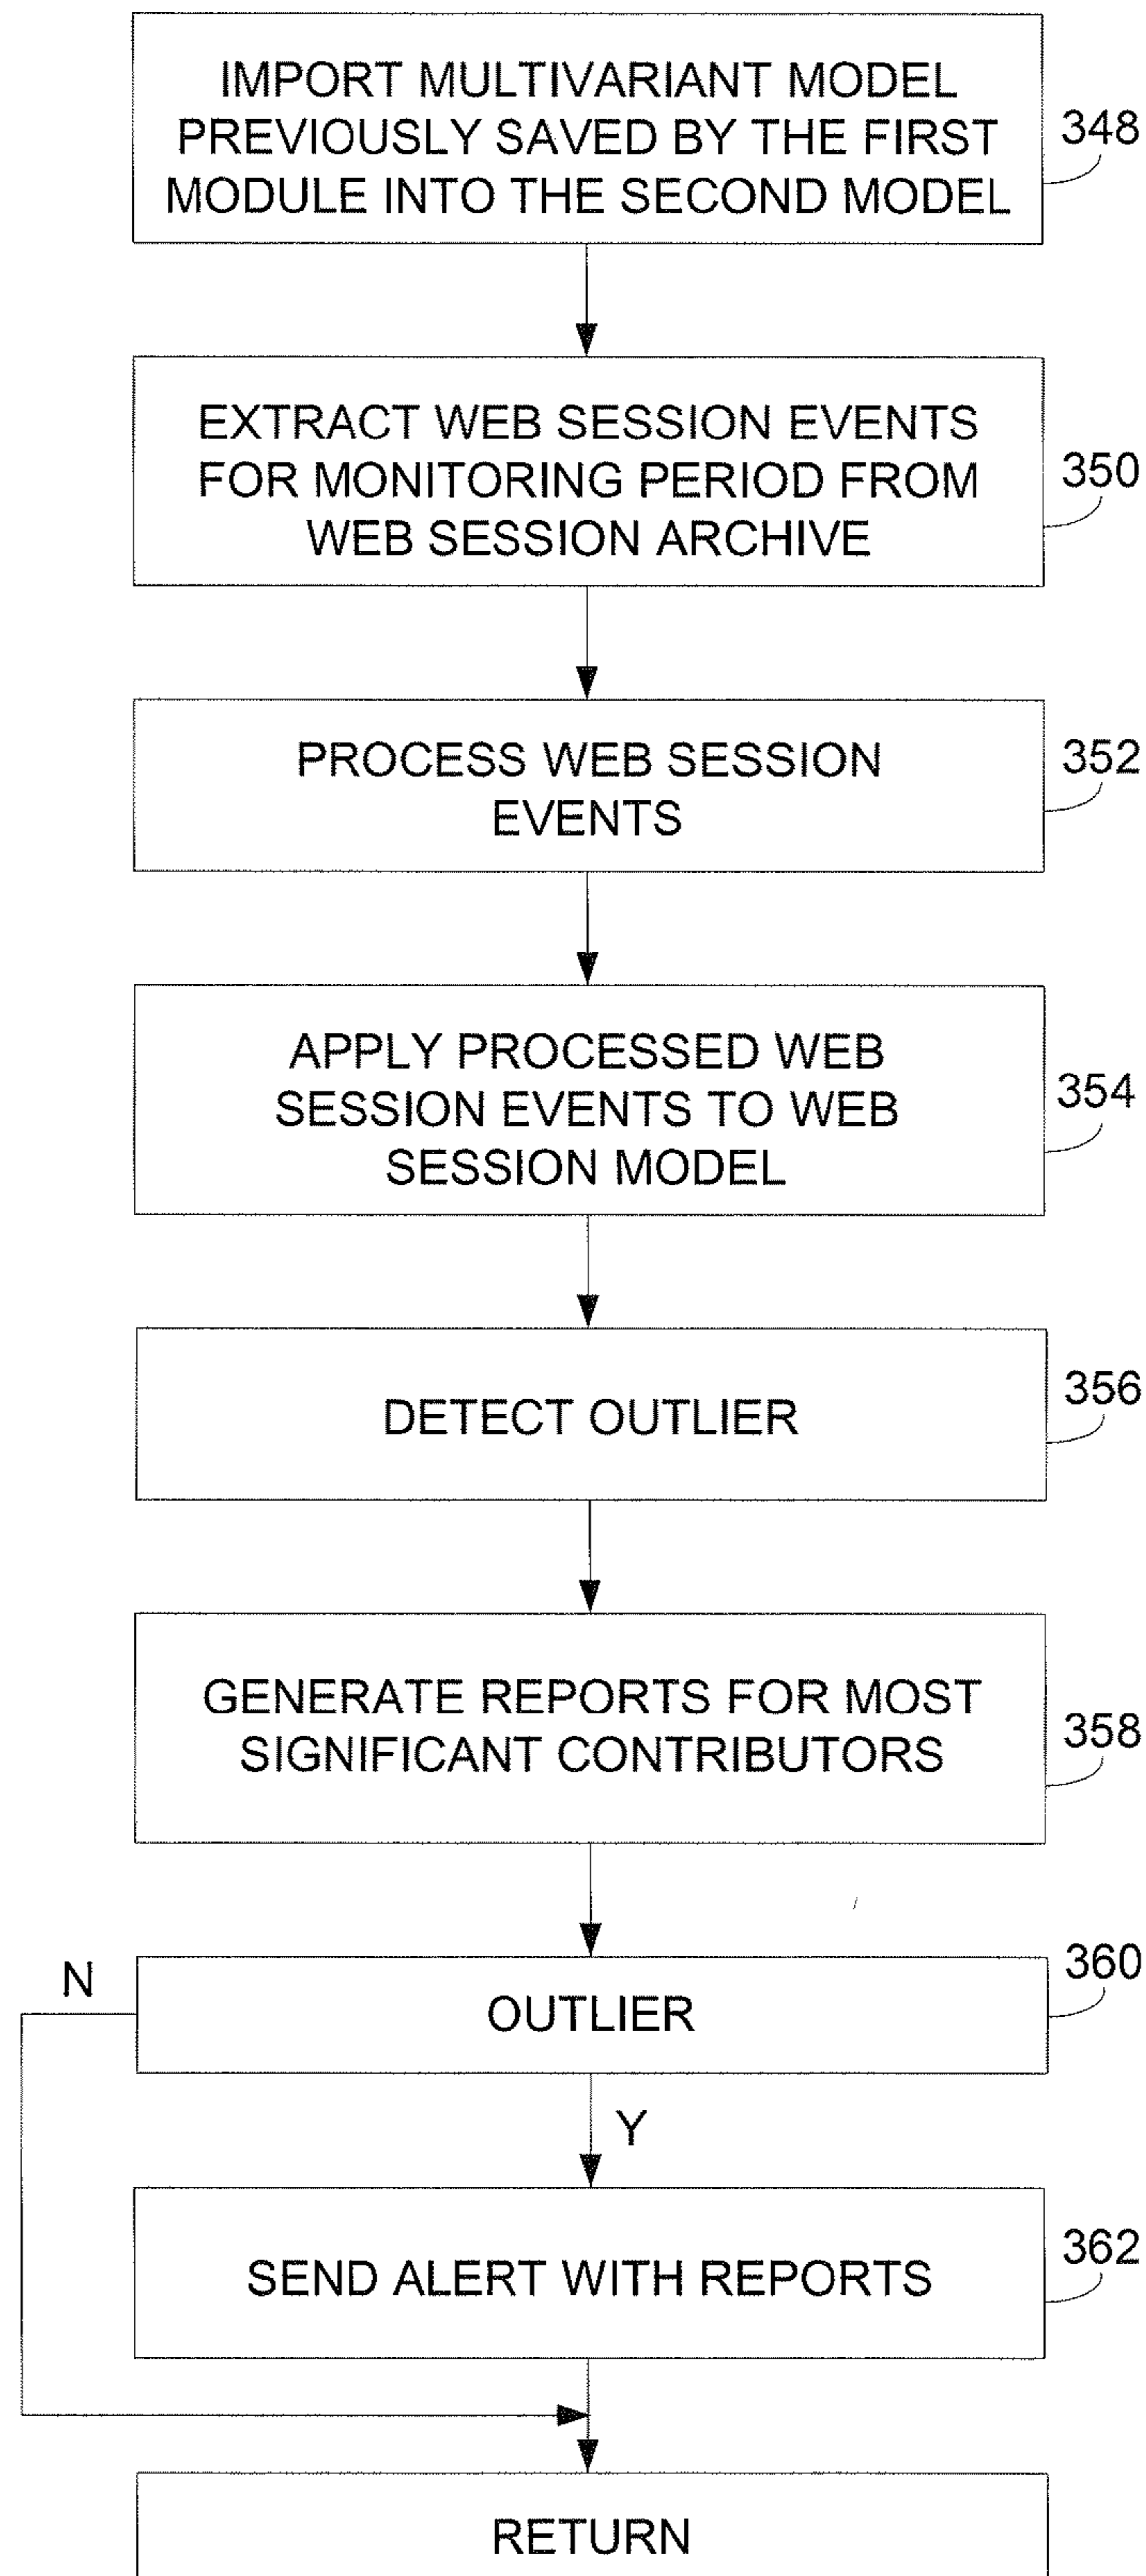 IMPORT MULTIVARIANT MODEL
PREVIOUSLY SAVED BY THE FIRST
MODULE INTO THE SECOND MODEL
348
EXTRACT WEB SESSION EVENTS
FOR MONITORING PERIOD FROM
WEB SESSION ARCHIVE
350
PROCESS WEB SESSION
EVENTS
352
APPLY PROCESSED WEB
SESSION EVENTS TO WEB
SESSION MODEL
354
DETECT OUTLIER
356
GENERATE REPORTS FOR MOST
SIGNIFICANT CONTRIBUTORS
358
N
OUTLIER
360
Y
SEND ALERT WITH REPORTS
362
RETURN